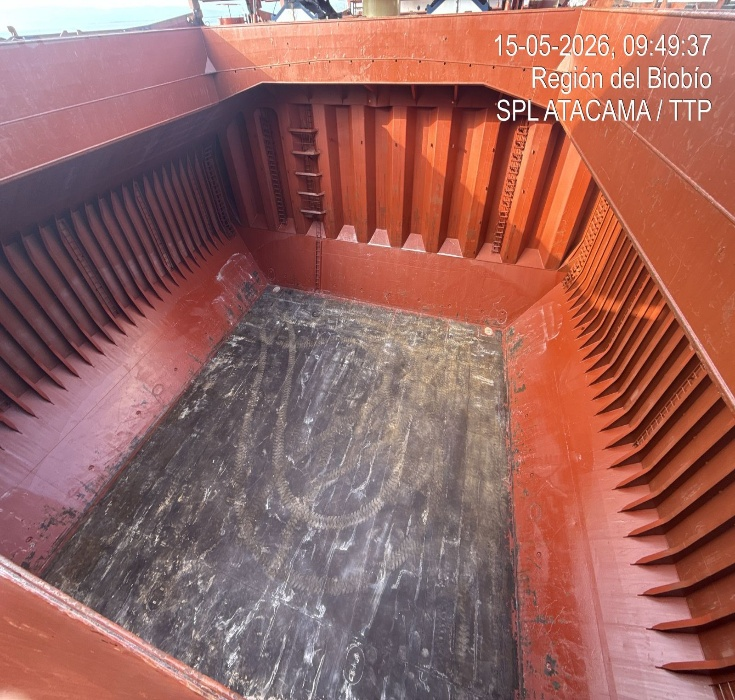 15-05-2026, 09:49:37
Región del Biobío
SPL ATACAMA / TTP